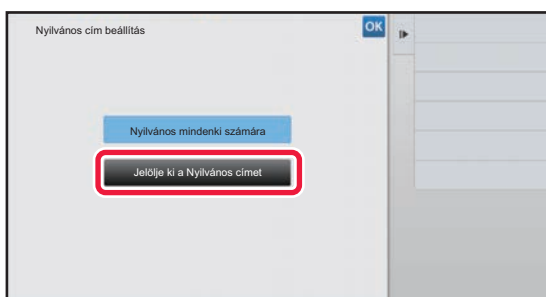 Nyilvános cím beállítás
OK
Nyilvános mindenki számára
Jelölje ki a Nyilvános címet